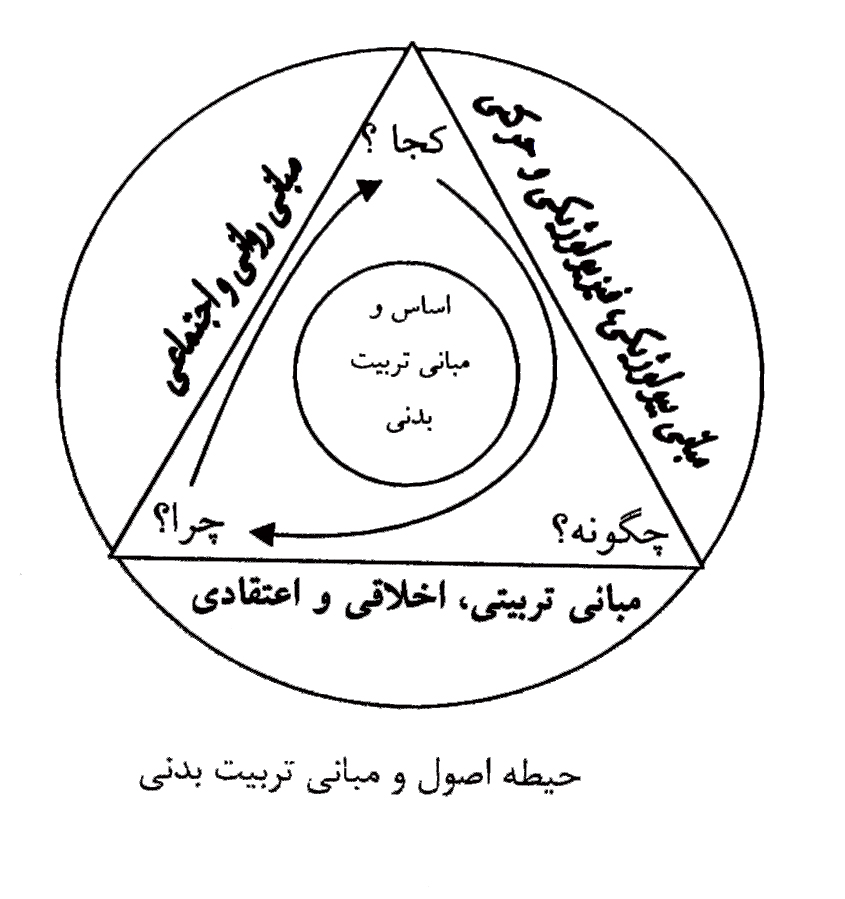 کجا ؟
مبانی بیولوژیکی، فیزیولوژیکی و حرکتی
مبانی روانی و اجتماعی
اساس و
مبانی تربیت
بدنی
چگونه؟
چرا؟
مبانی تربیتی، اخلاقی و اعتقادی
حیطه اصول و مبانی تربیت بدنی